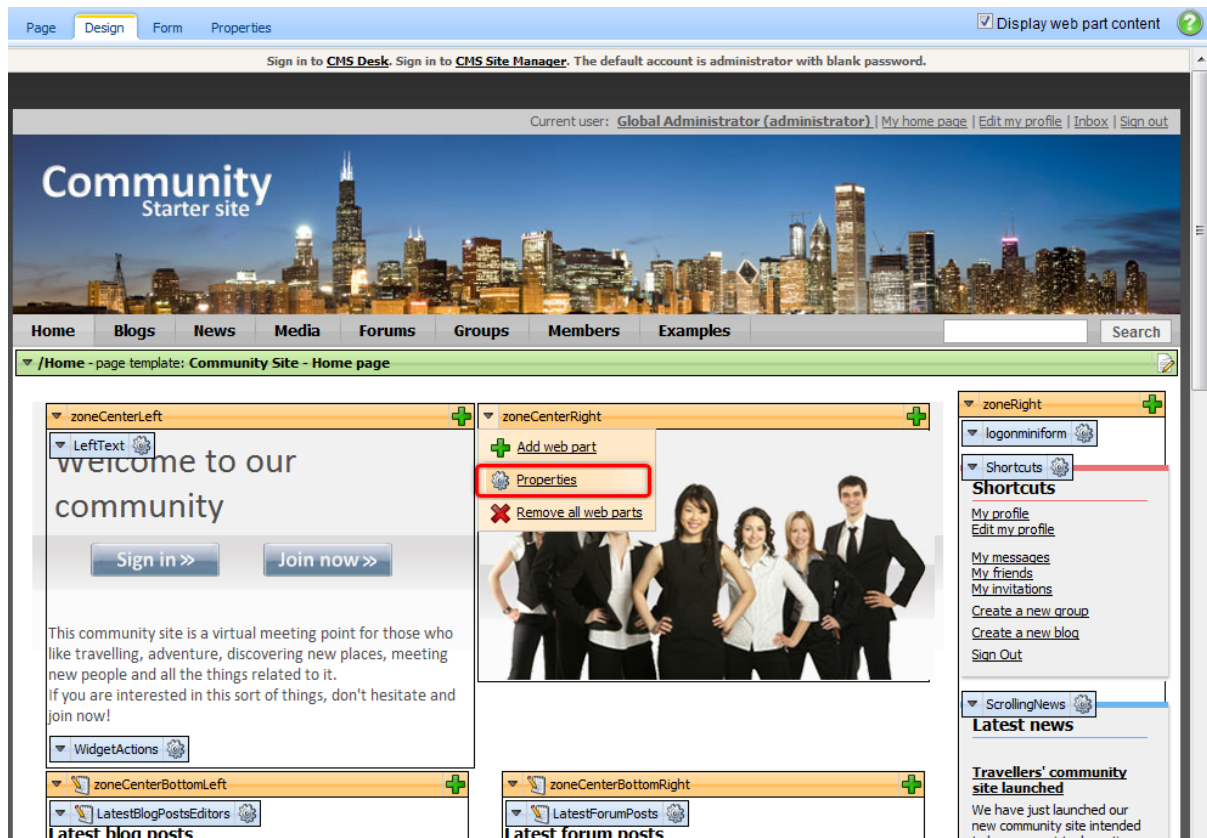 Page Design Form Properties Display web part content
Sign in to CMS Desk. Sign in to CMS Site Manager. The default account is administrator with blank password.
Current user: Global Administrator (administrator) | My home page | Edit my profile | Inbox | Sign out
Community
Starter site
Home Blogs News Media Forums Groups Members Examples Search
/Home - page template: Community Site - Home page
zoneCenterLeft
LeftText
Welcome to our
community
Sign in »
Join now »
This community site is a virtual meeting point for those who
like travelling, adventure, discovering new places, meeting
new people and all the things related to it.
If you are interested in this sort of things, don't hesitate and
join now!
WidgetActions
zoneCenterRight
Add web part
Properties
Remove all web parts
zoneRight
logonminiform
Shortcuts
Shortcuts
My profile
Edit my profile
My messages
My friends
My invitations
Create a new group
Create a new blog
Sign Out
ScrollingNews
Latest news
Travellers' community
site launched
We have just launched our
new community site intended
zoneCenterBottomLeft
LatestBlogPostsEditors
Latest blog posts
zoneCenterBottomRight
LatestForumPosts
Latest forum posts